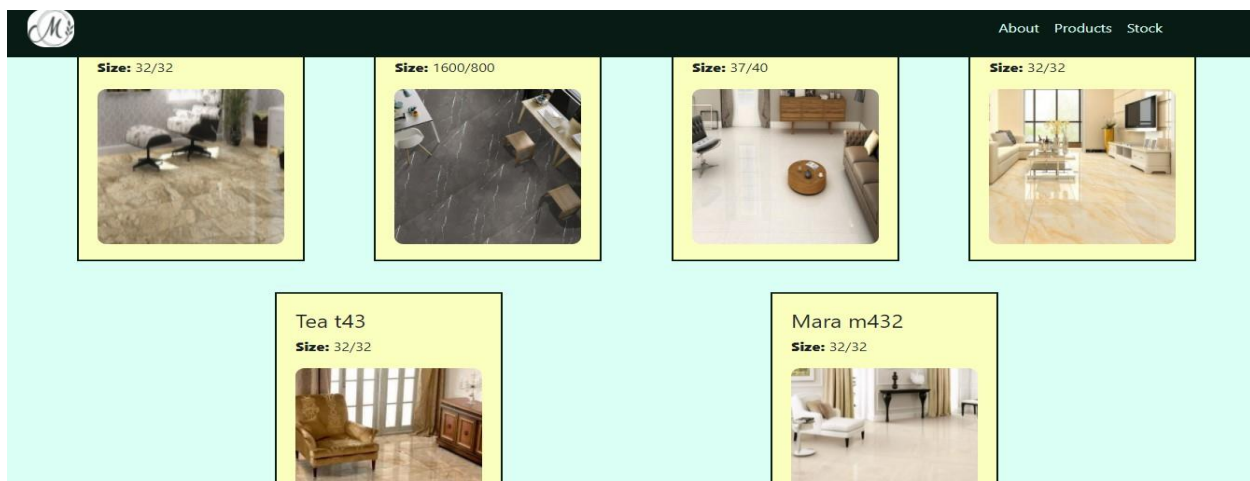 M
About Products Stock
Size: 32/32
Size: 1600/800
Size: 37/40
Size: 32/32
Tea t43
Size: 32/32
Mara m432
Size: 32/32